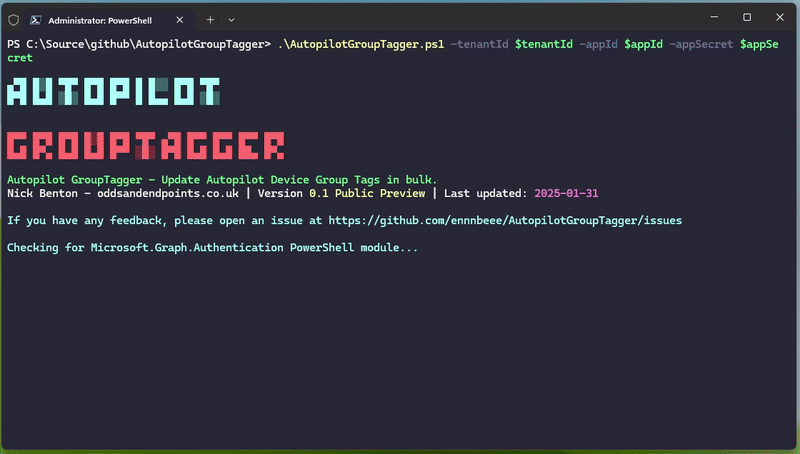 Administrator: PowerShell
PS C:\Source\github\AutopilotGroupTagger> .\AutopilotGroupTagger.ps1 -tenantId $tenantId -appId $appId -appSecret $appSe
cret
AUTOPILOT
GROUPTAGGER
Autopilot GroupTagger - Update Autopilot Device Group Tags in bulk.
Nick Benton - oddsandendpoints.co.uk | Version 0.1 Public Preview | Last updated: 2025-01-31
If you have any feedback, please open an issue at https://github.com/ennnbeee/AutopilotGroupTagger/issues
Checking for Microsoft.Graph.Authentication PowerShell module...